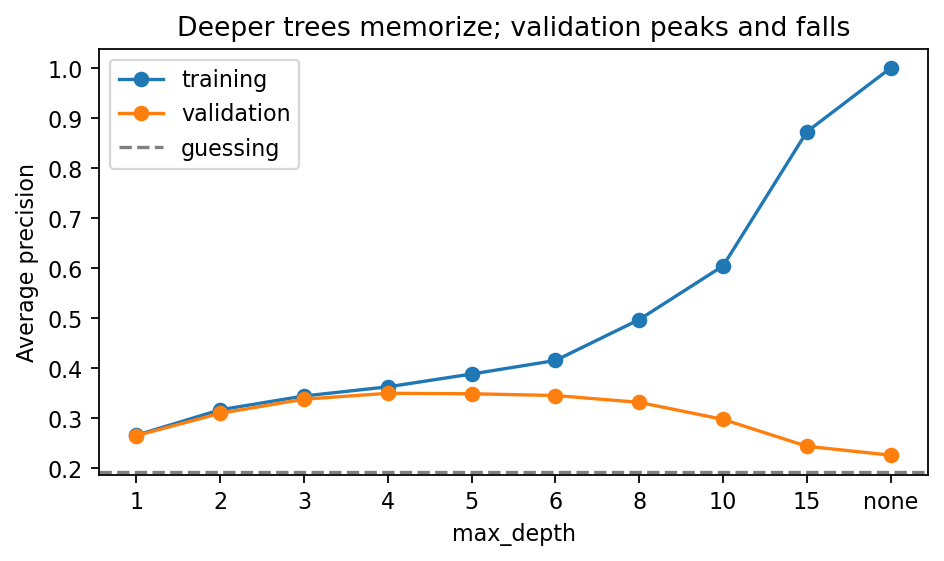 Deeper trees memorize; validation peaks and falls
training
validation
guessing
Average precision
1.0
0.9
0.8
0.7
0.6
0.5
0.4
0.3
0.2
1 2 3 4 5 6 8 10 15 none
max_depth